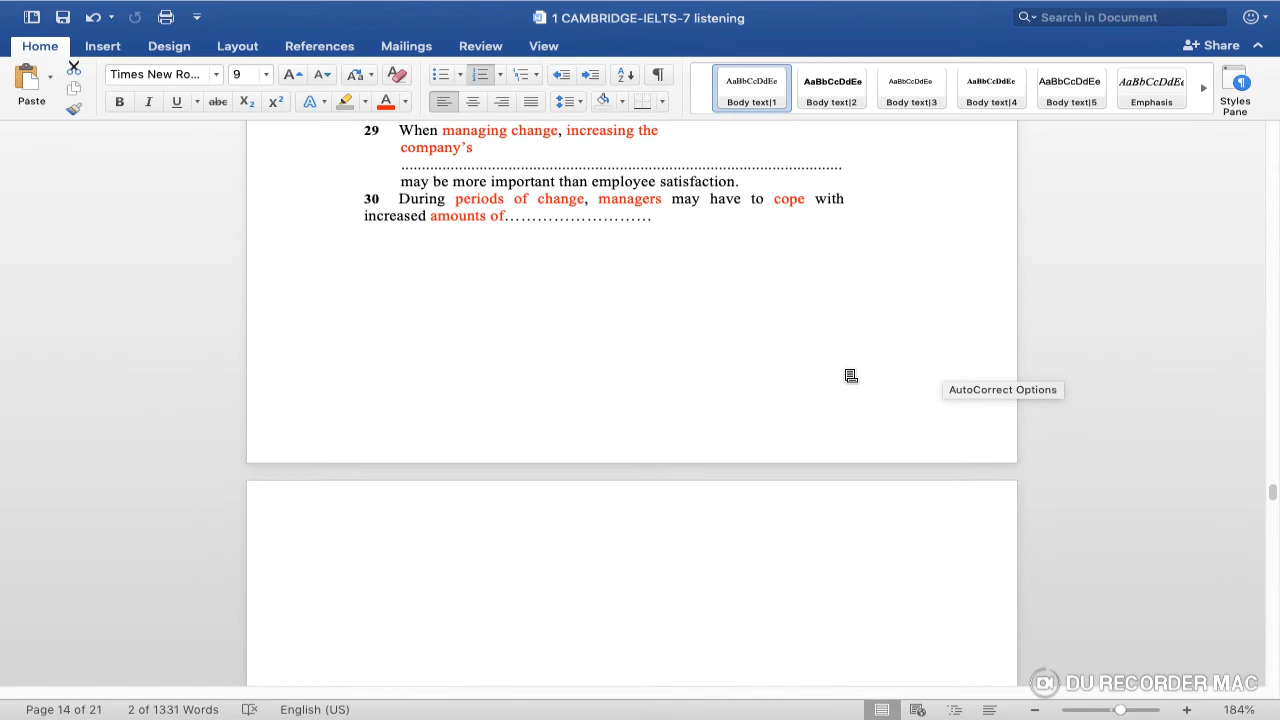 1 CAMBRIDGE-IELTS-7 listening
Search in Document
Home Insert Design Layout References Mailings Review View
Share
Paste
Times New Ro... 9
AaBbCcDdEe AaBbCcDdEe AaBbCcDdEe AaBbCcDdEe AaBbCcDdEe AaBbCcDdEe
Body text|1 Body text|2 Body text|3 Body text|4 Body text|5 Emphasis
Styles Pane
29 When managing change, increasing the
company's
........................................................................................................
may be more important than employee satisfaction.
30 During periods of change, managers may have to cope with
increased amounts of………………………
AutoCorrect Options
DU RECORDER MAC
Page 14 of 21 2 of 1331 Words English (US) 184%